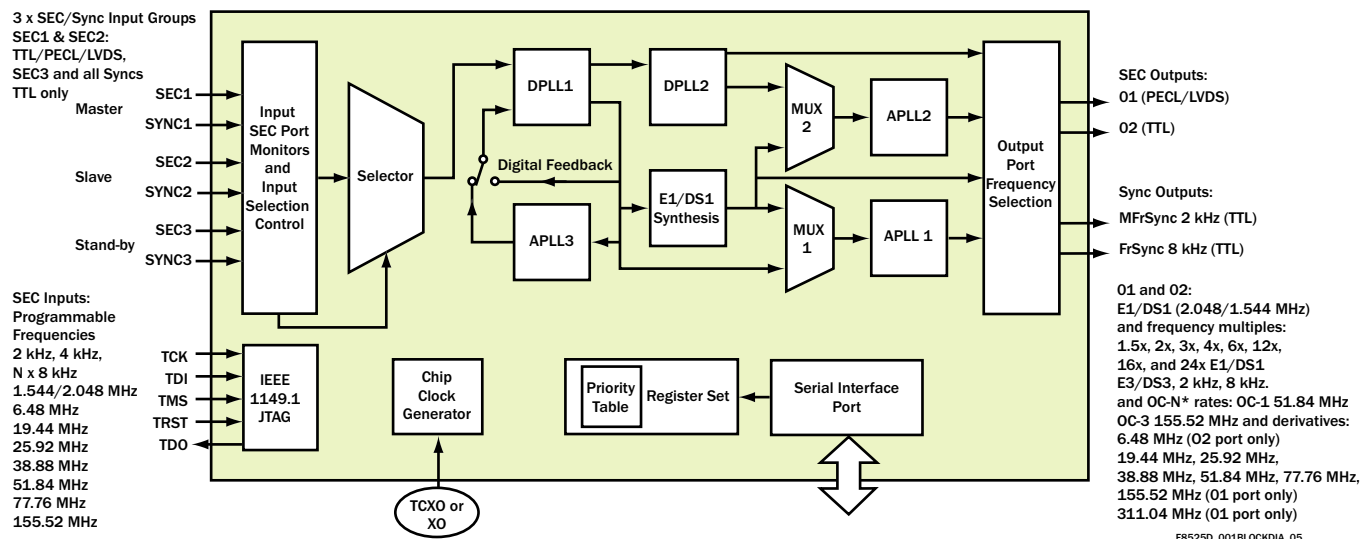 3 x SEC/Sync Input Groups
SEC1 & SEC2:
TTL/PECL/LVDS,
SEC3 and all Syncs
TTL only
Master
Slave
Stand-by
SEC1
SYNC1
SEC2
SYNC2
SEC3
SYNC3
Input
SEC Port
Monitors
and
Input
Selection
Control
Selector
DPLL1
DPLL2
Digital Feedback
APLL3
E1/DS1
Synthesis
MUX
2
MUX
1
APLL2
APLL 1
Output
Port
Frequency
Selection
SEC Outputs:
01 (PECL/LVDS)
02 (TTL)
Sync Outputs:
MFrSync 2 kHz (TTL)
FrSync 8 kHz (TTL)
SEC Inputs:
Programmable
Frequencies
2 kHz, 4 kHz,
N x 8 kHz
1.544/2.048 MHz
6.48 MHz
19.44 MHz
25.92 MHz
38.88 MHz
51.84 MHz
77.76 MHz
155.52 MHz
TCK
TDI
TMS
TRST
TDO
IEEE
1149.1
JTAG
Chip
Clock
Generator
TCXO or
XO
Priority
Table
Register Set
Serial Interface
Port
01 and 02:
E1/DS1 (2.048/1.544 MHz)
and frequency multiples:
1.5x, 2x, 3x, 4x, 6x, 12x,
16x, and 24x E1/DS1
E3/DS3, 2 kHz, 8 kHz.
and OC-N* rates: OC-1 51.84 MHz
OC-3 155.52 MHz and derivatives:
6.48 MHz (O2 port only)
19.44 MHz, 25.92 MHz,
38.88 MHz, 51.84 MHz, 77.76 MHz,
155.52 MHz (01 port only)
311.04 MHz (01 port only)
F8525D_001BLOCKDIA_05